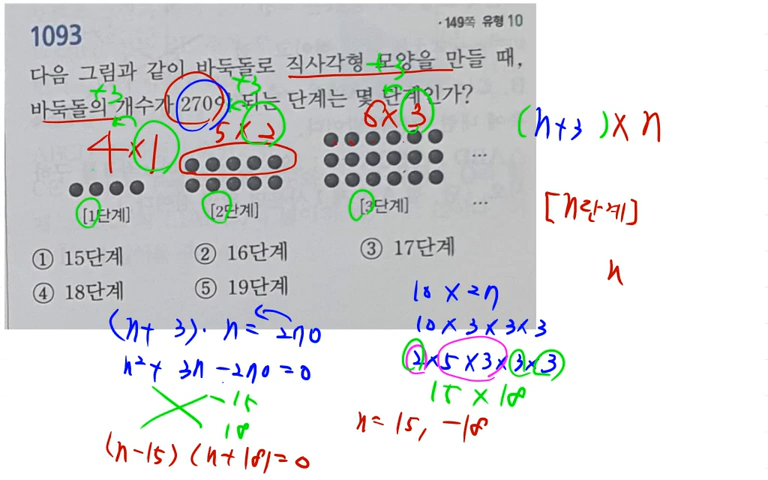 ·149쪽 유형 10
1093
다음 그림과 같이 바둑돌로 직사각형 모양을 만들 때,
바둑돌의 개수가 270이 되는 단계는 몇 단계인가?
+3 +3 +3
4×1 5×2 6×3 (n+3)×n
... 
[1단계] [2단계] [3단계] ... [n단계]
n
① 15단계 ② 16단계 ③ 17단계
④ 18단계 ⑤ 19단계
(n+3)·n=270
n²+3n-270=0
-15
18
(n-15)(n+18)=0
10×27
10×3×3×3
2×5×3×3×3
15×18
n=15, -18